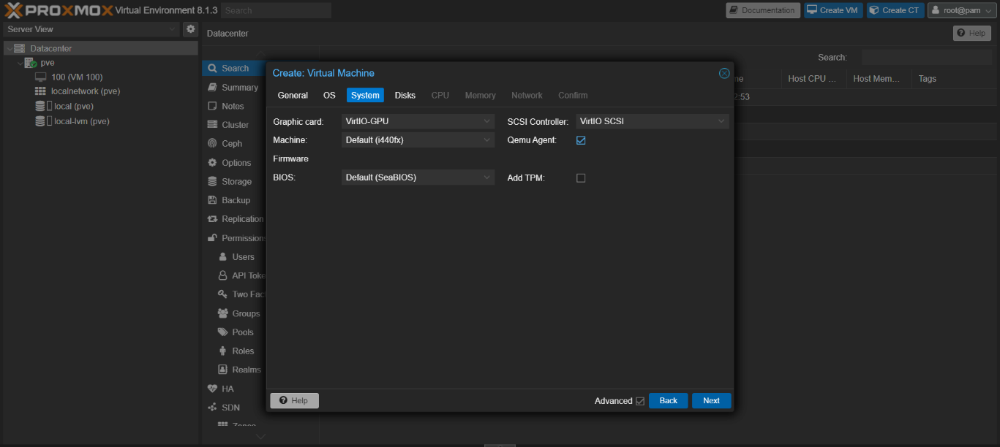 PROXMOX Virtual Environment 8.1.3 Search Documentation Create VM Create CT root@pam
Server View
Datacenter Help
Datacenter
pve
100 (VM 100)
localnetwork (pve)
local (pve)
local-lvm (pve)
Search
Summary
Notes
Cluster
Ceph
Options
Storage
Backup
Replication
Permissions
Users
API Toke
Two Fac
Groups
Pools
Roles
Realms
HA
SDN
Zones
Search:
me Host CPU ... Host Mem... Tags
2:53
Create: Virtual Machine
General OS System Disks CPU Memory Network Confirm
Graphic card: VirtIO-GPU SCSI Controller: VirtIO SCSI
Machine: Default (i440fx) Qemu Agent:
Firmware
BIOS: Default (SeaBIOS) Add TPM:
Help Advanced Back Next